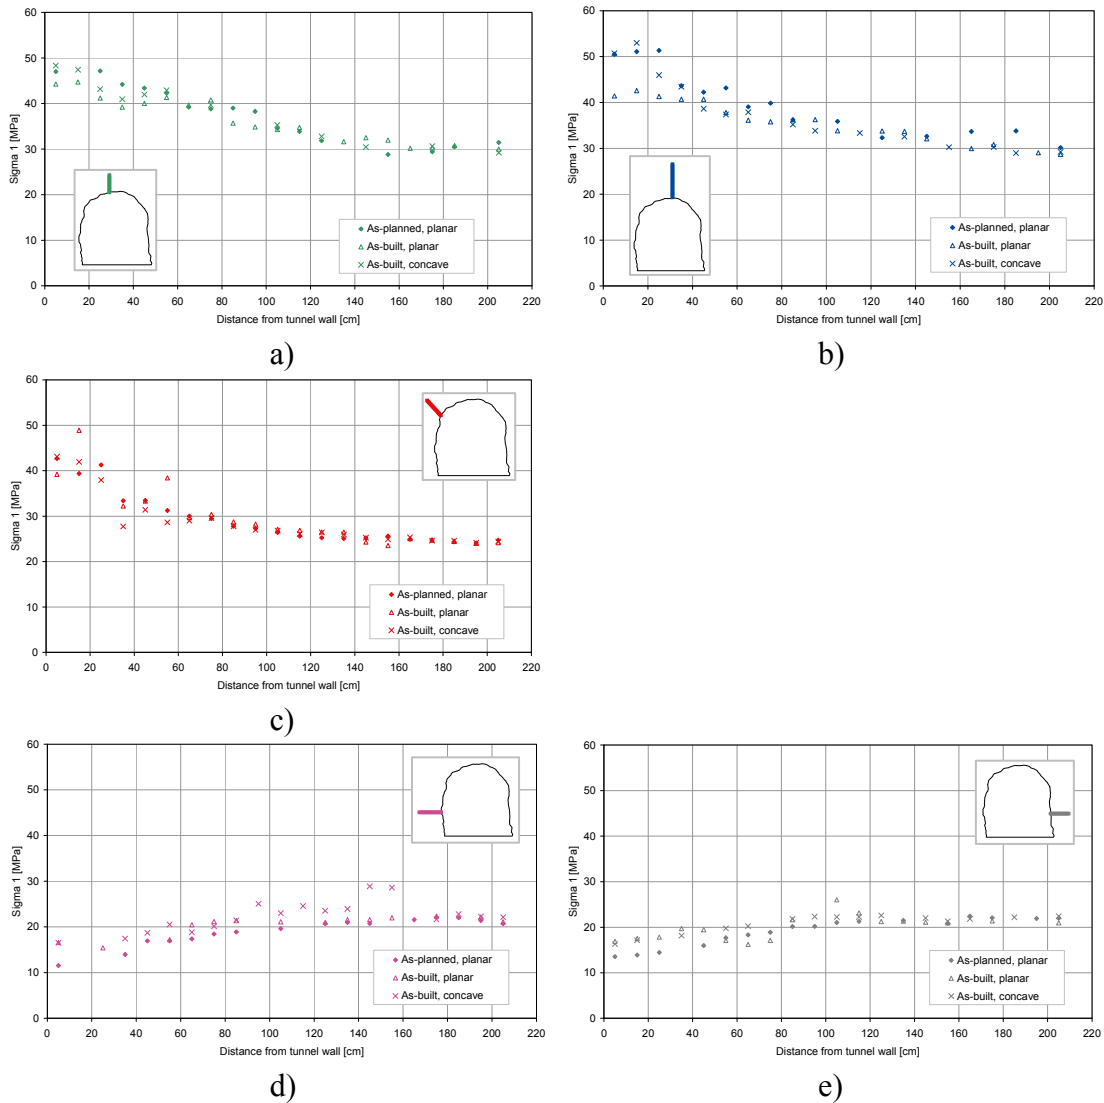 60
50
40
30
20
10
0
Sigma 1 [MPa]
As-planned, planar
As-built, planar
As-built, concave
0 20 40 60 80 100 120 140 160 180 200 220
Distance from tunnel wall [cm]
a)
60
50
40
30
20
10
0
Sigma 1 [MPa]
As-planned, planar
As-built, planar
As-built, concave
0 20 40 60 80 100 120 140 160 180 200 220
Distance from tunnel wall [cm]
b)
60
50
40
30
20
10
0
Sigma 1 [MPa]
As-planned, planar
As-built, planar
As-built, concave
0 20 40 60 80 100 120 140 160 180 200 220
Distance from tunnel wall [cm]
c)
60
50
40
30
20
10
0
Sigma 1 [MPa]
As-planned, planar
As-built, planar
As-built, concave
0 20 40 60 80 100 120 140 160 180 200 220
Distance from tunnel wall [cm]
d)
60
50
40
30
20
10
0
Sigma 1 [MPa]
As-planned, planar
As-built, planar
As-built, concave
0 20 40 60 80 100 120 140 160 180 200 220
Distance from tunnel wall [cm]
e)